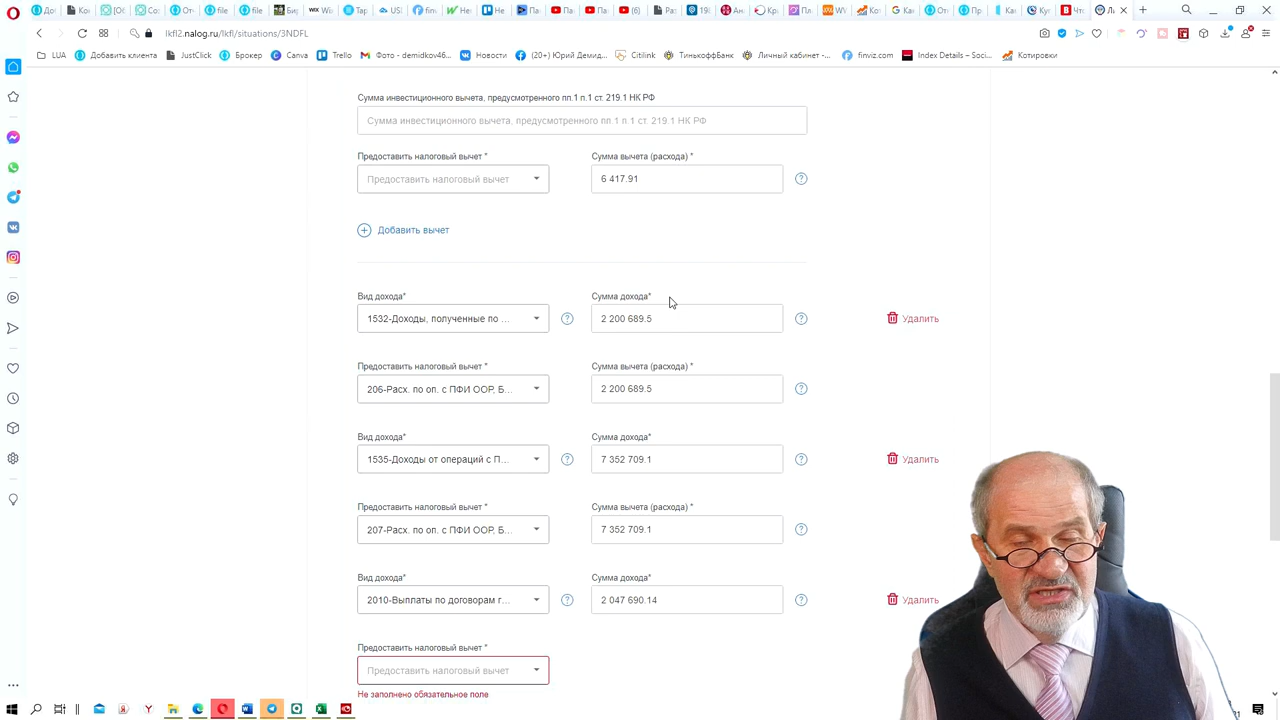 lkfl2.nalog.ru/lkfl/situations/3NDFL
LUA
Добавить клиента
JustClick
Брокер
Canva
Trello
Фото – demidkov46...
Новости
(20+) Юрий Демид...
Citilink
ТинькоффБанк
Личный кабинет -...
finviz.com
Index Details – Soci...
Котировки
Сумма инвестиционного вычета, предусмотренного пп.1 п.1 ст. 219.1 НК РФ
Сумма инвестиционного вычета, предусмотренного пп.1 п.1 ст. 219.1 НК РФ
Предоставить налоговый вычет * Сумма вычета (расхода) *
Предоставить налоговый вычет 6 417.91 ?
Добавить вычет
Вид дохода* Сумма дохода*
1532-Доходы, полученные по ... ? 2 200 689.5 ? Удалить
Предоставить налоговый вычет * Сумма вычета (расхода) *
206-Расх. по оп. с ПФИ ООР, Б... 2 200 689.5 ?
Вид дохода* Сумма дохода*
1535-Доходы от операций с П... ? 7 352 709.1 ? Удалить
Предоставить налоговый вычет * Сумма вычета (расхода) *
207-Расх. по оп. с ПФИ ООР, Б... 7 352 709.1 ?
Вид дохода* Сумма дохода*
2010-Выплаты по договорам г... ? 2 047 690.14 ? Удалить
Предоставить налоговый вычет *
Предоставить налоговый вычет
Не заполнено обязательное поле